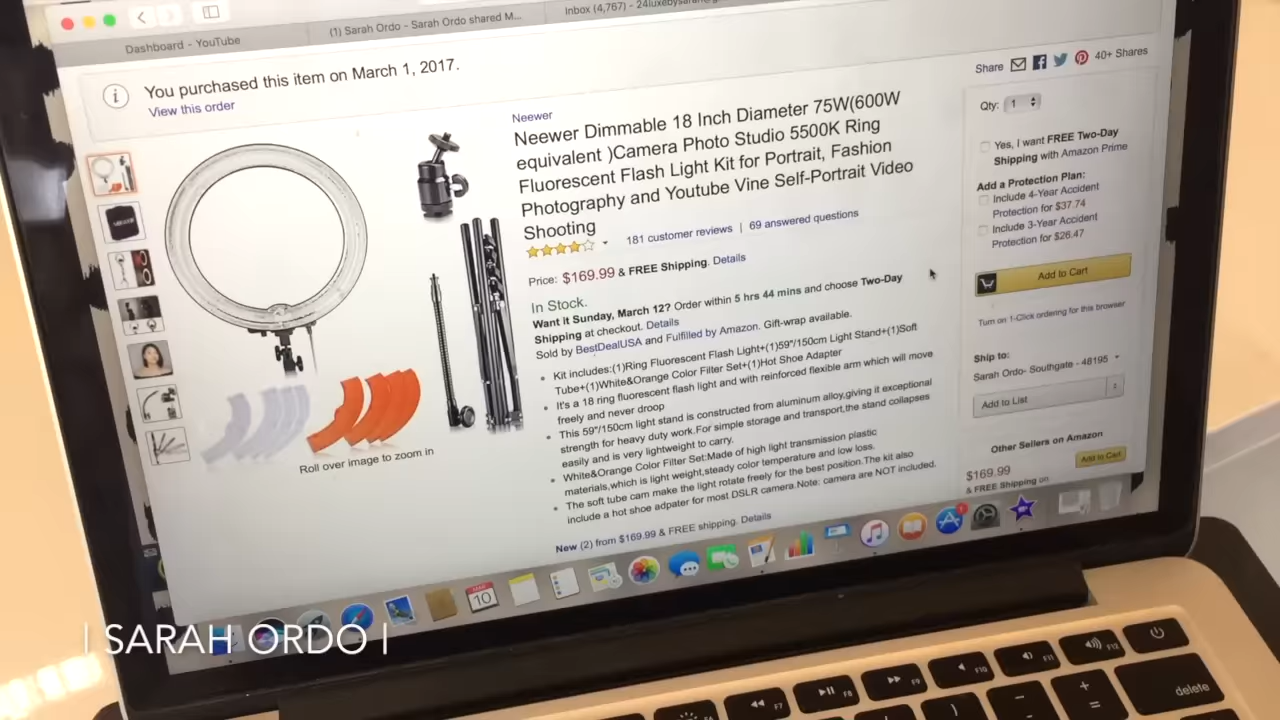 Dashboard - YouTube
(1) Sarah Ordo - Sarah Ordo shared M...
Inbox (4,767) -
You purchased this item on March 1, 2017.
View this order
Share
40+ Shares
Neewer
Neewer Dimmable 18 Inch Diameter 75W(600W
equivalent )Camera Photo Studio 5500K Ring
Fluorescent Flash Light Kit for Portrait, Fashion
Photography and Youtube Vine Self-Portrait Video
Shooting
181 customer reviews | 69 answered questions
Price: $169.99 & FREE Shipping. Details
In Stock.
Want it Sunday, March 12? Order within 5 hrs 44 mins and choose Two-Day
Shipping at checkout. Details
Sold by BestDealUSA and Fulfilled by Amazon. Gift-wrap available.
Kit includes:(1)Ring Fluorescent Flash Light+(1)59"/150cm Light Stand+(1)Soft
Tube+(1)White&Orange Color Filter Set+(1)Hot Shoe Adapter
It's a 18 ring fluorescent flash light and with reinforced flexible arm which will move
freely and never droop
This 59"/150cm light stand is constructed from aluminum alloy,giving it exceptional
strength for heavy duty work.For simple storage and transport,the stand collapses
easily and is very lightweight to carry.
White&Orange Color Filter Set:Made of high light transmission plastic
materials,which is light weight,steady color temperature and low loss.
The soft tube cam make the light rotate freely for the best position.The kit also
include a hot shoe adpater for most DSLR camera.Note: camera are NOT included.
New (2) from $169.99 & FREE shipping. Details
Roll over image to zoom in
Qty: 1
Yes, I want FREE Two-Day
Shipping with Amazon Prime
Add a Protection Plan:
Include 4-Year Accident
Protection for $37.74
Include 3-Year Accident
Protection for $26.47
Add to Cart
Turn on 1-Click ordering for this browser
Ship to:
Sarah Ordo- Southgate - 48195
Add to List
Other Sellers on Amazon
$169.99
Add to Cart
& FREE Shipping on
10
| SARAH ORDO |
F7
F8
F9
F10
F11
F12
delete